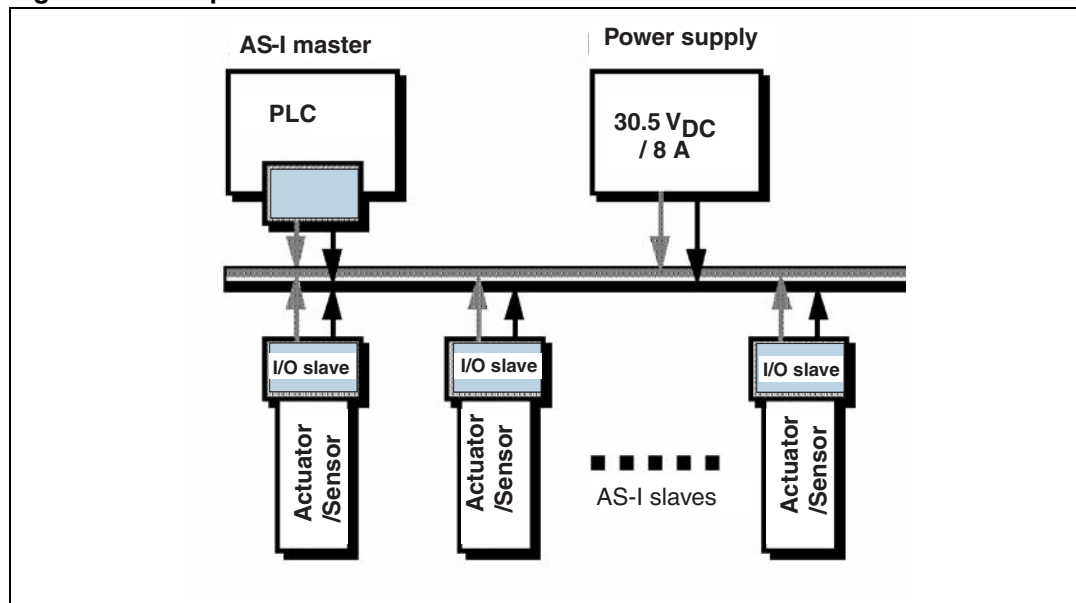 AS-I master
Power supply
PLC
30.5 VDC
/ 8 A
I/O slave
I/O slave
I/O slave
Actuator
/Sensor
Actuator
/Sensor
Actuator
/Sensor
AS-I slaves